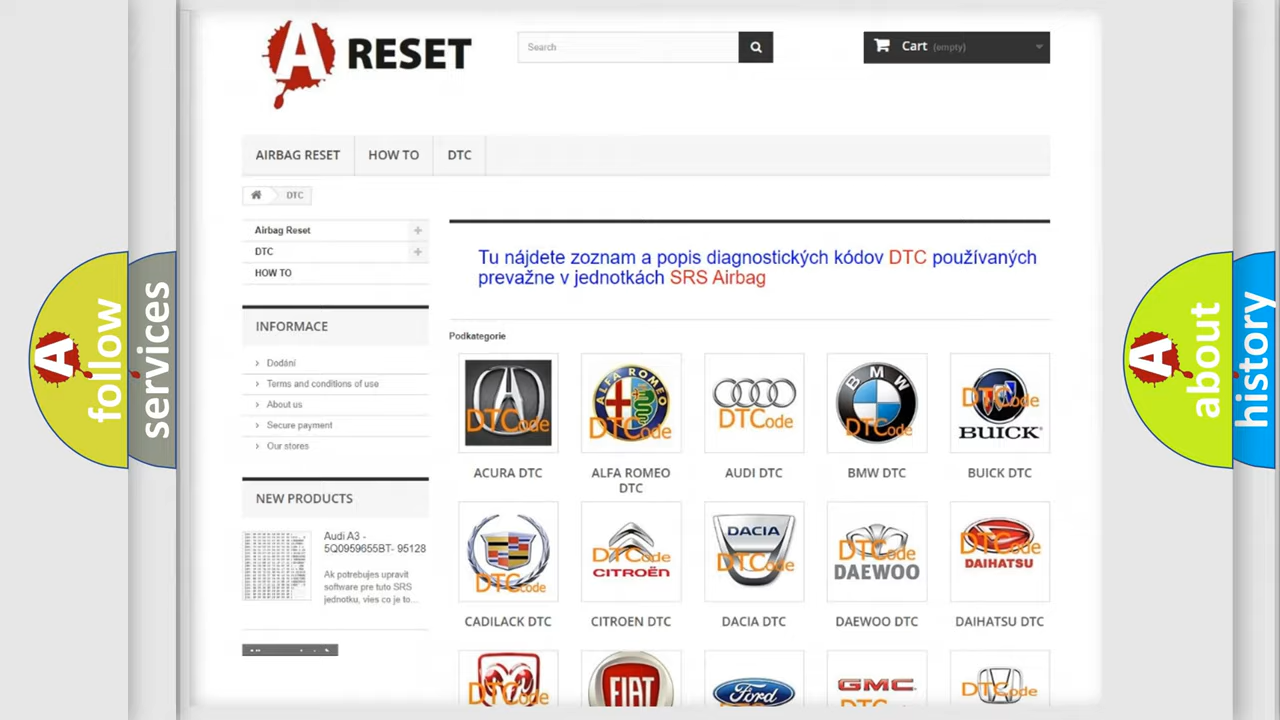 A RESET
Search
Cart (empty)
AIRBAG RESET
HOW TO
DTC
DTC
Airbag Reset
DTC
HOW TO
INFORMACE
Dodání
Terms and conditions of use
About us
Secure payment
Our stores
NEW PRODUCTS
Audi A3 -
5Q0959655BT- 95128
Ak potrebujes upravit
software pre tuto SRS
jednotku, vies co je to...
Tu nájdete zoznam a popis diagnostických kódov DTC používaných
prevažne v jednotkách SRS Airbag
Podkategorie
DTCode
ALFA ROMEO
DTCode
DTCode
BMW
DTCode
DTCode
BUICK
ACURA DTC
ALFA ROMEO
DTC
AUDI DTC
BMW DTC
BUICK DTC
DTCode
DTCode
CITROËN
DACIA
DTCode
DTCode
DAEWOO
DTCode
DAIHATSU
CADILACK DTC
CITROEN DTC
DACIA DTC
DAEWOO DTC
DAIHATSU DTC
DTCode
FIAT
Ford
GMC
DTCode
A follow
services
A about
history